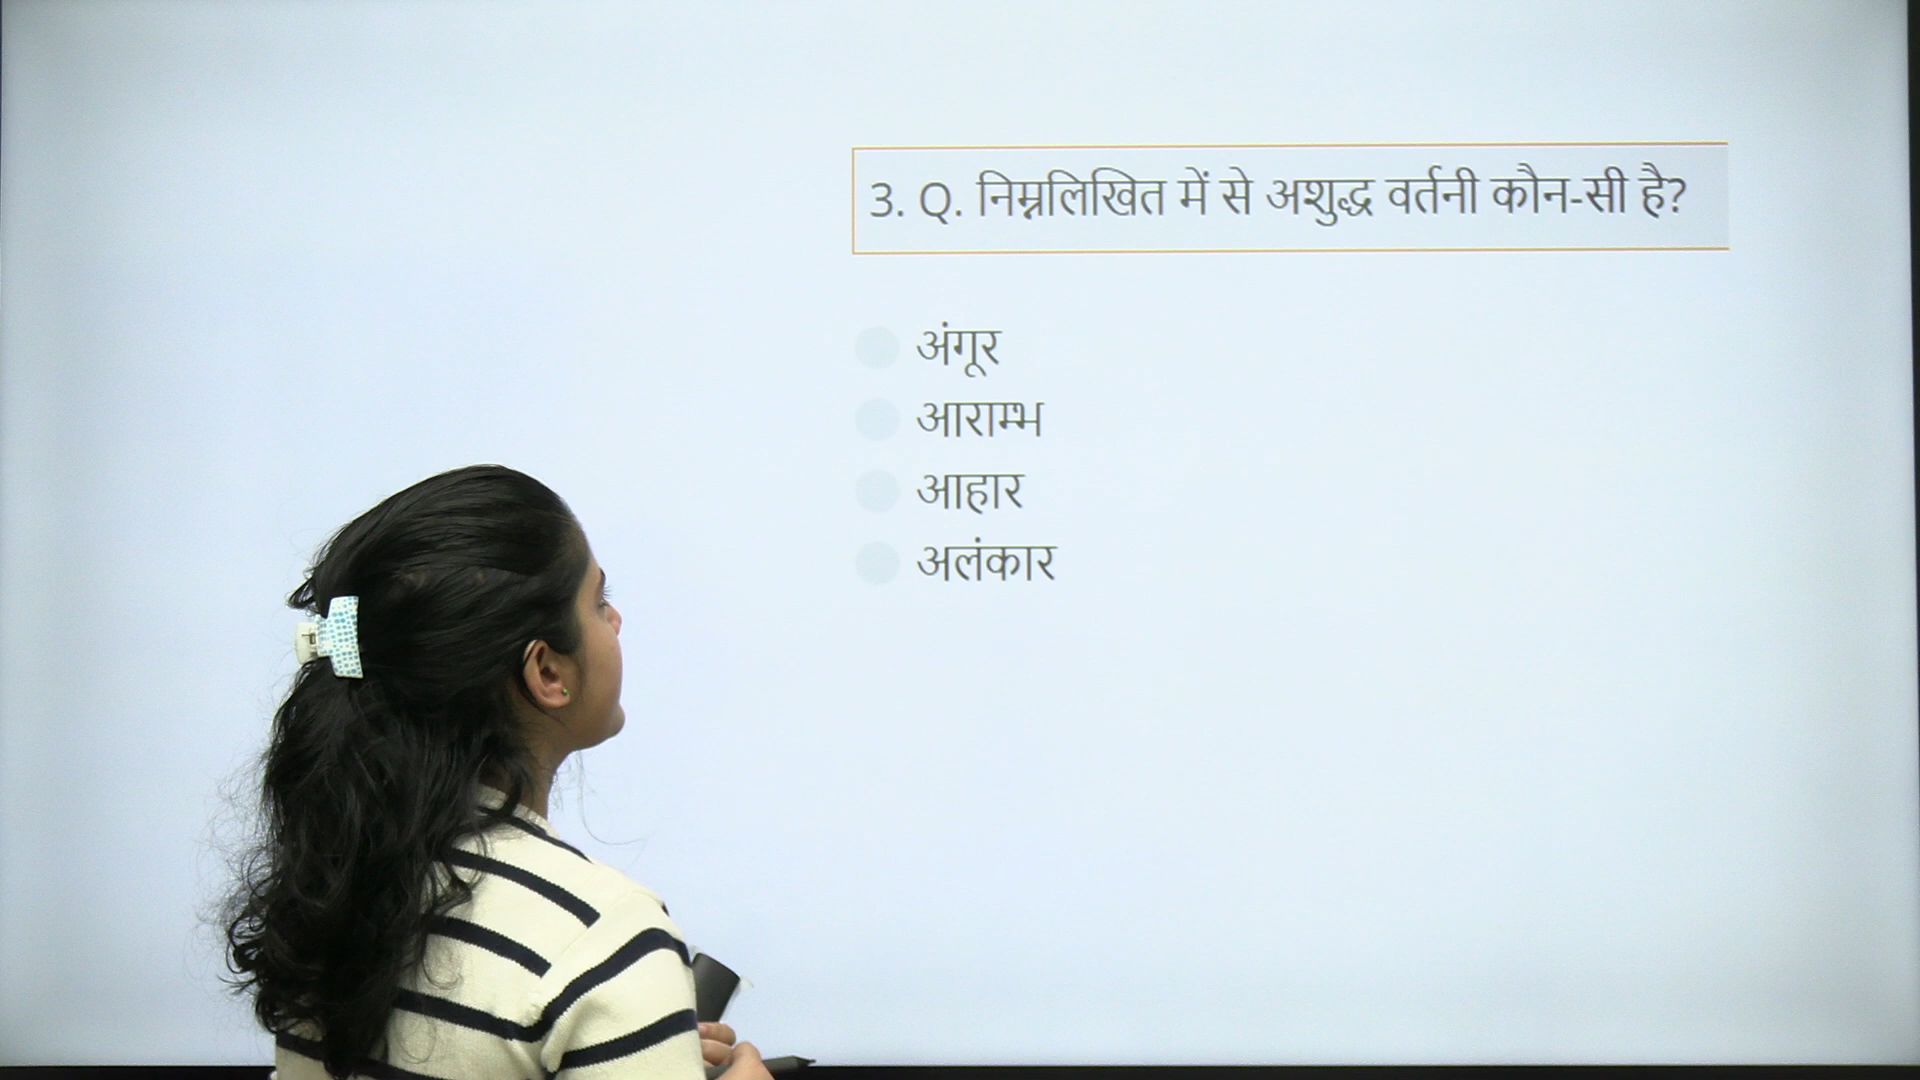 3. Q. निम्नलिखित में से अशुद्ध वर्तनी कौन-सी है?
अंगूर
आराम्भ
आहार
अलंकार